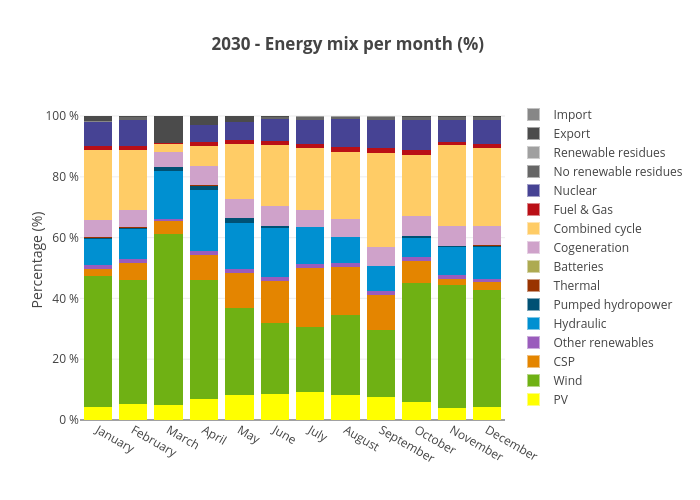 2030 - Energy mix per month (%)
Percentage (%)
100 %
80 %
60 %
40 %
20 %
0 %
January
February
March
April
May
June
July
August
September
October
November
December
Import
Export
Renewable residues
No renewable residues
Nuclear
Fuel & Gas
Combined cycle
Cogeneration
Batteries
Thermal
Pumped hydropower
Hydraulic
Other renewables
CSP
Wind
PV